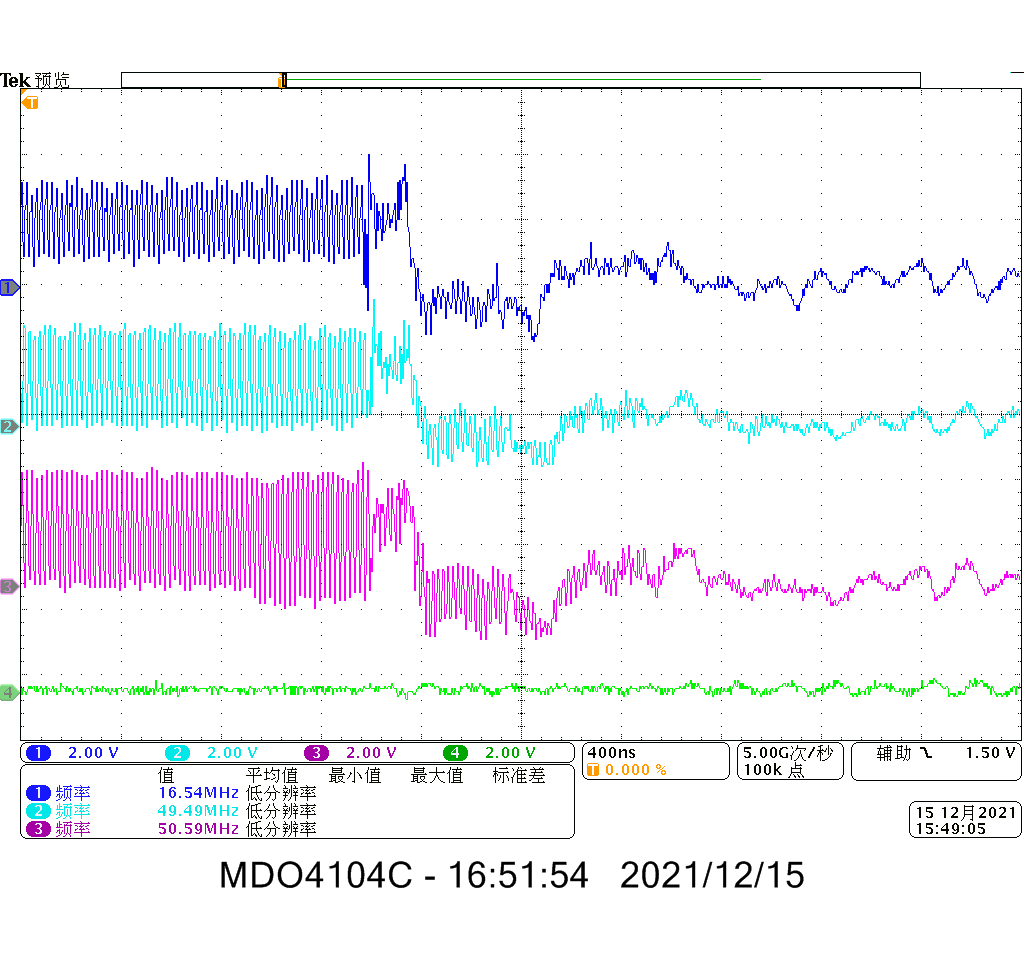 Tek 预览
T
1
2
3
4
1 2.00 V 2 2.00 V 3 2.00 V 4 2.00 V
400ns
T 0.000 %
5.00G次/秒
100k 点
辅助 1.50 V
值 平均值 最小值 最大值 标准差
1 频率 16.54MHz 低分辨率
2 频率 49.49MHz 低分辨率
3 频率 50.59MHz 低分辨率
15 12月2021
15:49:05
MDO4104C - 16:51:54 2021/12/15